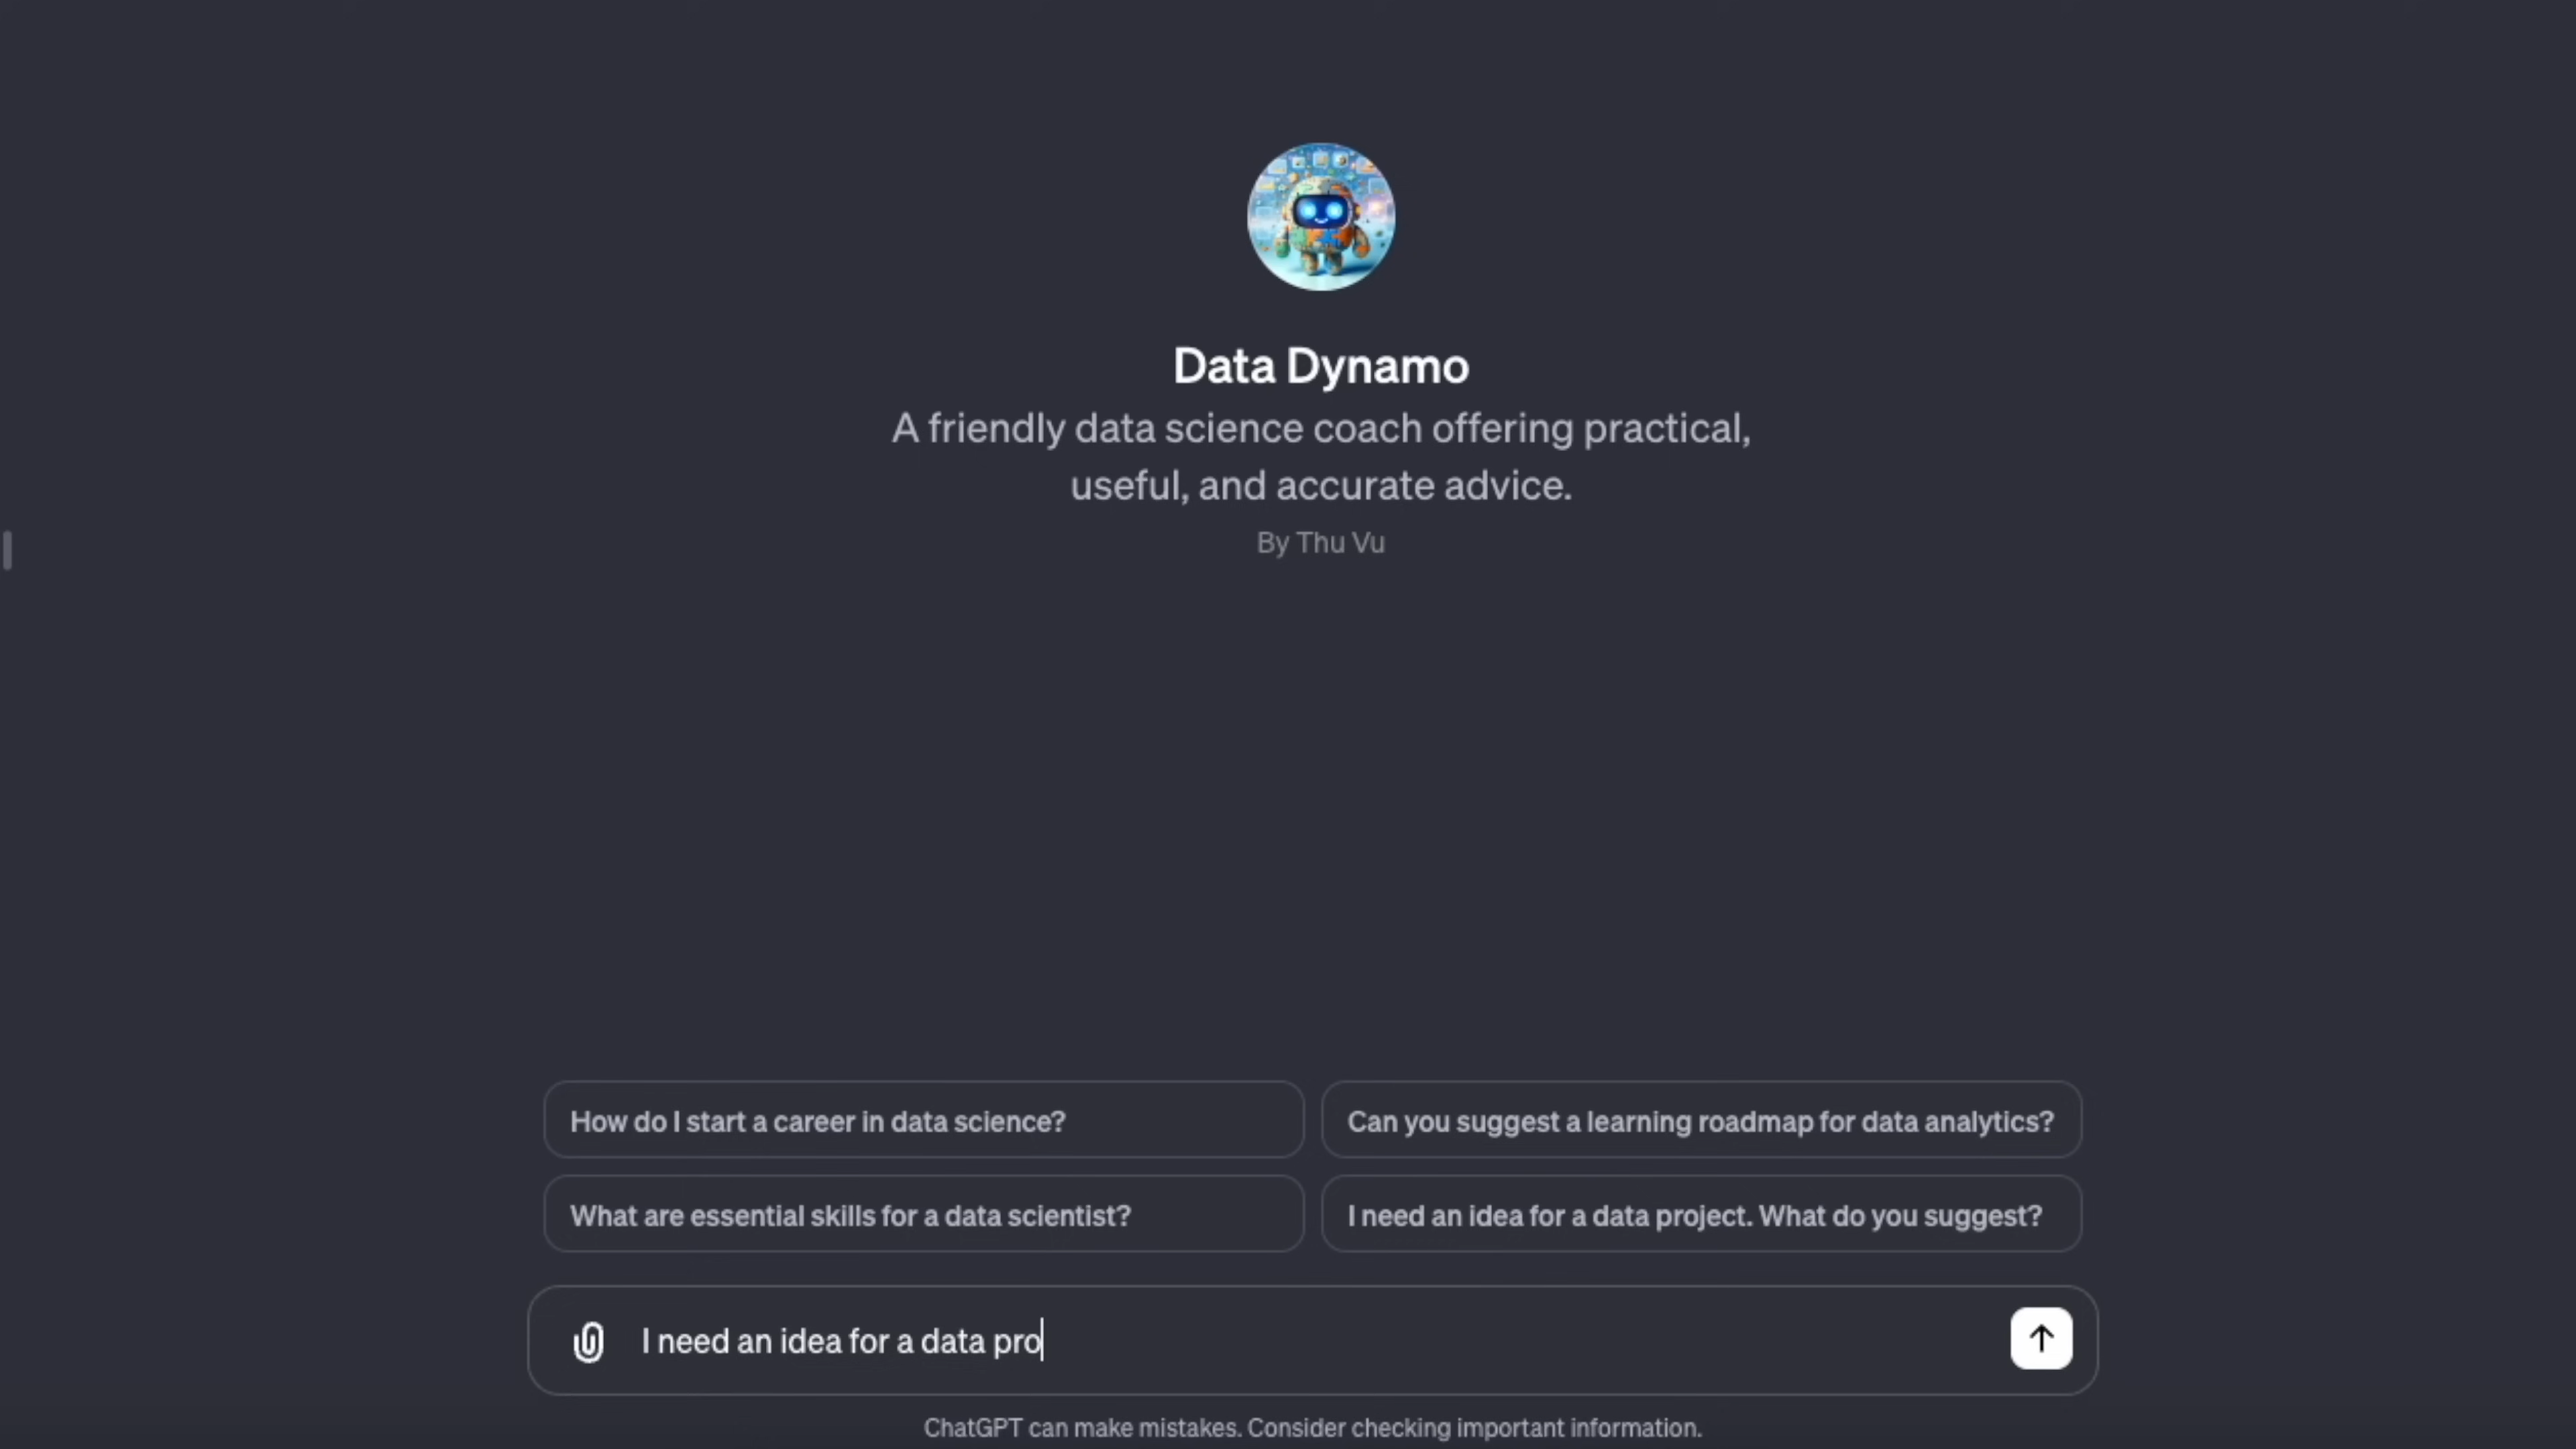 Data Dynamo
A friendly data science coach offering practical,
useful, and accurate advice.
By Thu Vu
How do I start a career in data science?
Can you suggest a learning roadmap for data analytics?
What are essential skills for a data scientist?
I need an idea for a data project. What do you suggest?
I need an idea for a data pro
ChatGPT can make mistakes. Consider checking important information.